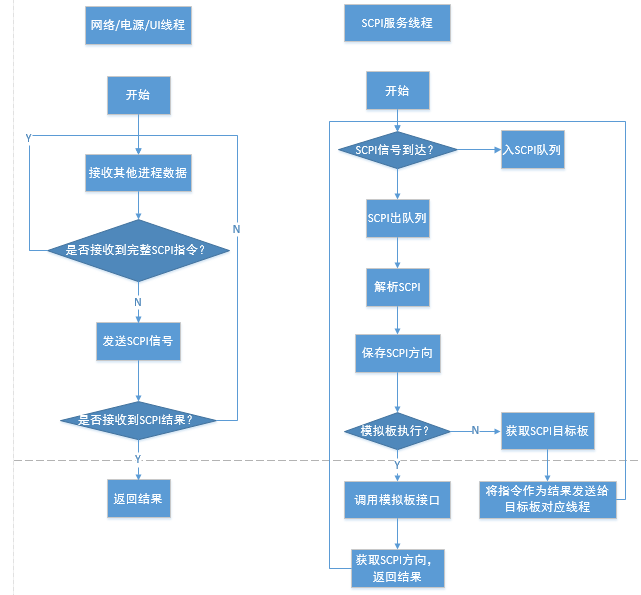 网络/电源/UI线程
开始
Y
接收其他进程数据
是否接收到完整SCPI指令?
N
N
发送SCPI信号
是否接收到SCPI结果?
Y
返回结果
SCPI服务线程
开始
SCPI信号到达?
入SCPI队列
SCPI出队列
解析SCPI
保存SCPI方向
模拟板执行?
N
获取SCPI目标板
Y
调用模拟板接口
将指令作为结果发送给
目标板对应线程
获取SCPI方向，
返回结果